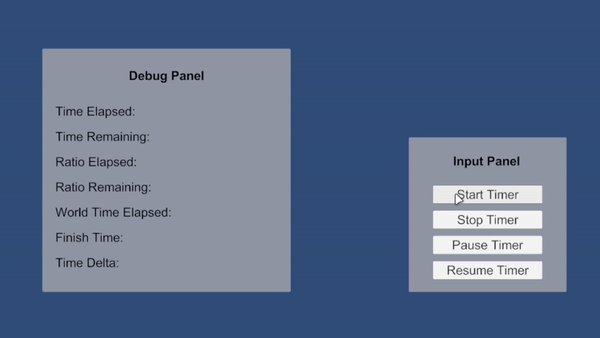 Debug Panel
Time Elapsed:
Time Remaining:
Ratio Elapsed:
Ratio Remaining:
World Time Elapsed:
Finish Time:
Time Delta:
Input Panel
Start Timer
Stop Timer
Pause Timer
Resume Timer